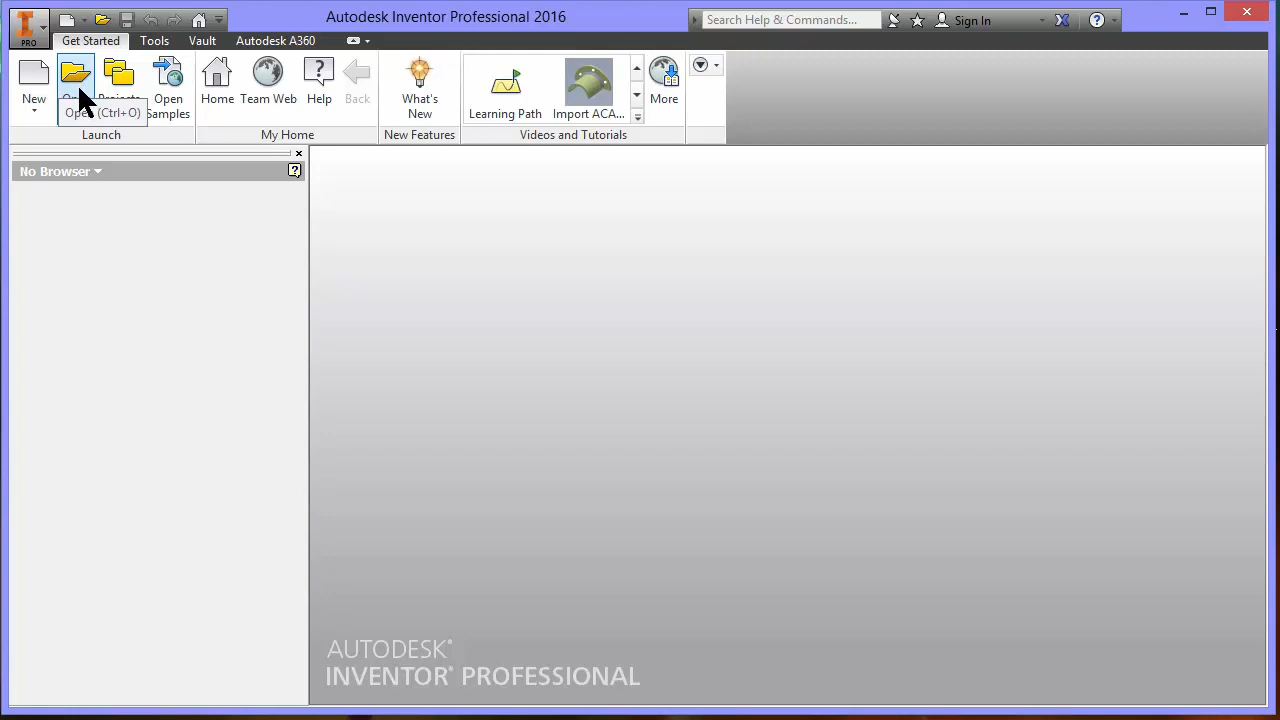 Autodesk Inventor Professional 2016
Search Help & Commands...
Sign In
PRO
Get Started
Tools
Vault
Autodesk A360
New
Projects
Open
Samples
Home
Team Web
Help
Back
What's
New
Learning Path
Import ACA...
More
Open (Ctrl+O)
Launch
My Home
New Features
Videos and Tutorials
No Browser
AUTODESK®
INVENTOR® PROFESSIONAL